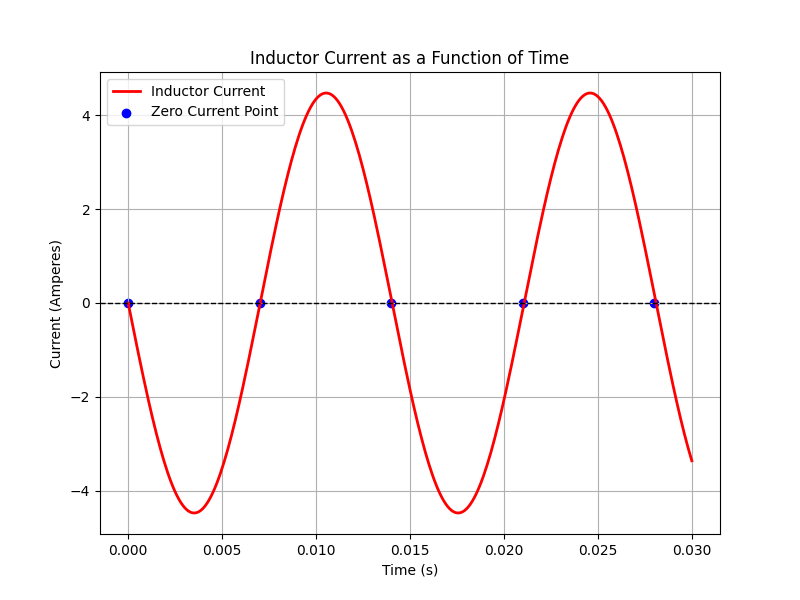 Inductor Current as a Function of Time
Inductor Current
Zero Current Point
Current (Amperes)
4
2
0
−2
−4
0.000 0.005 0.010 0.015 0.020 0.025 0.030
Time (s)